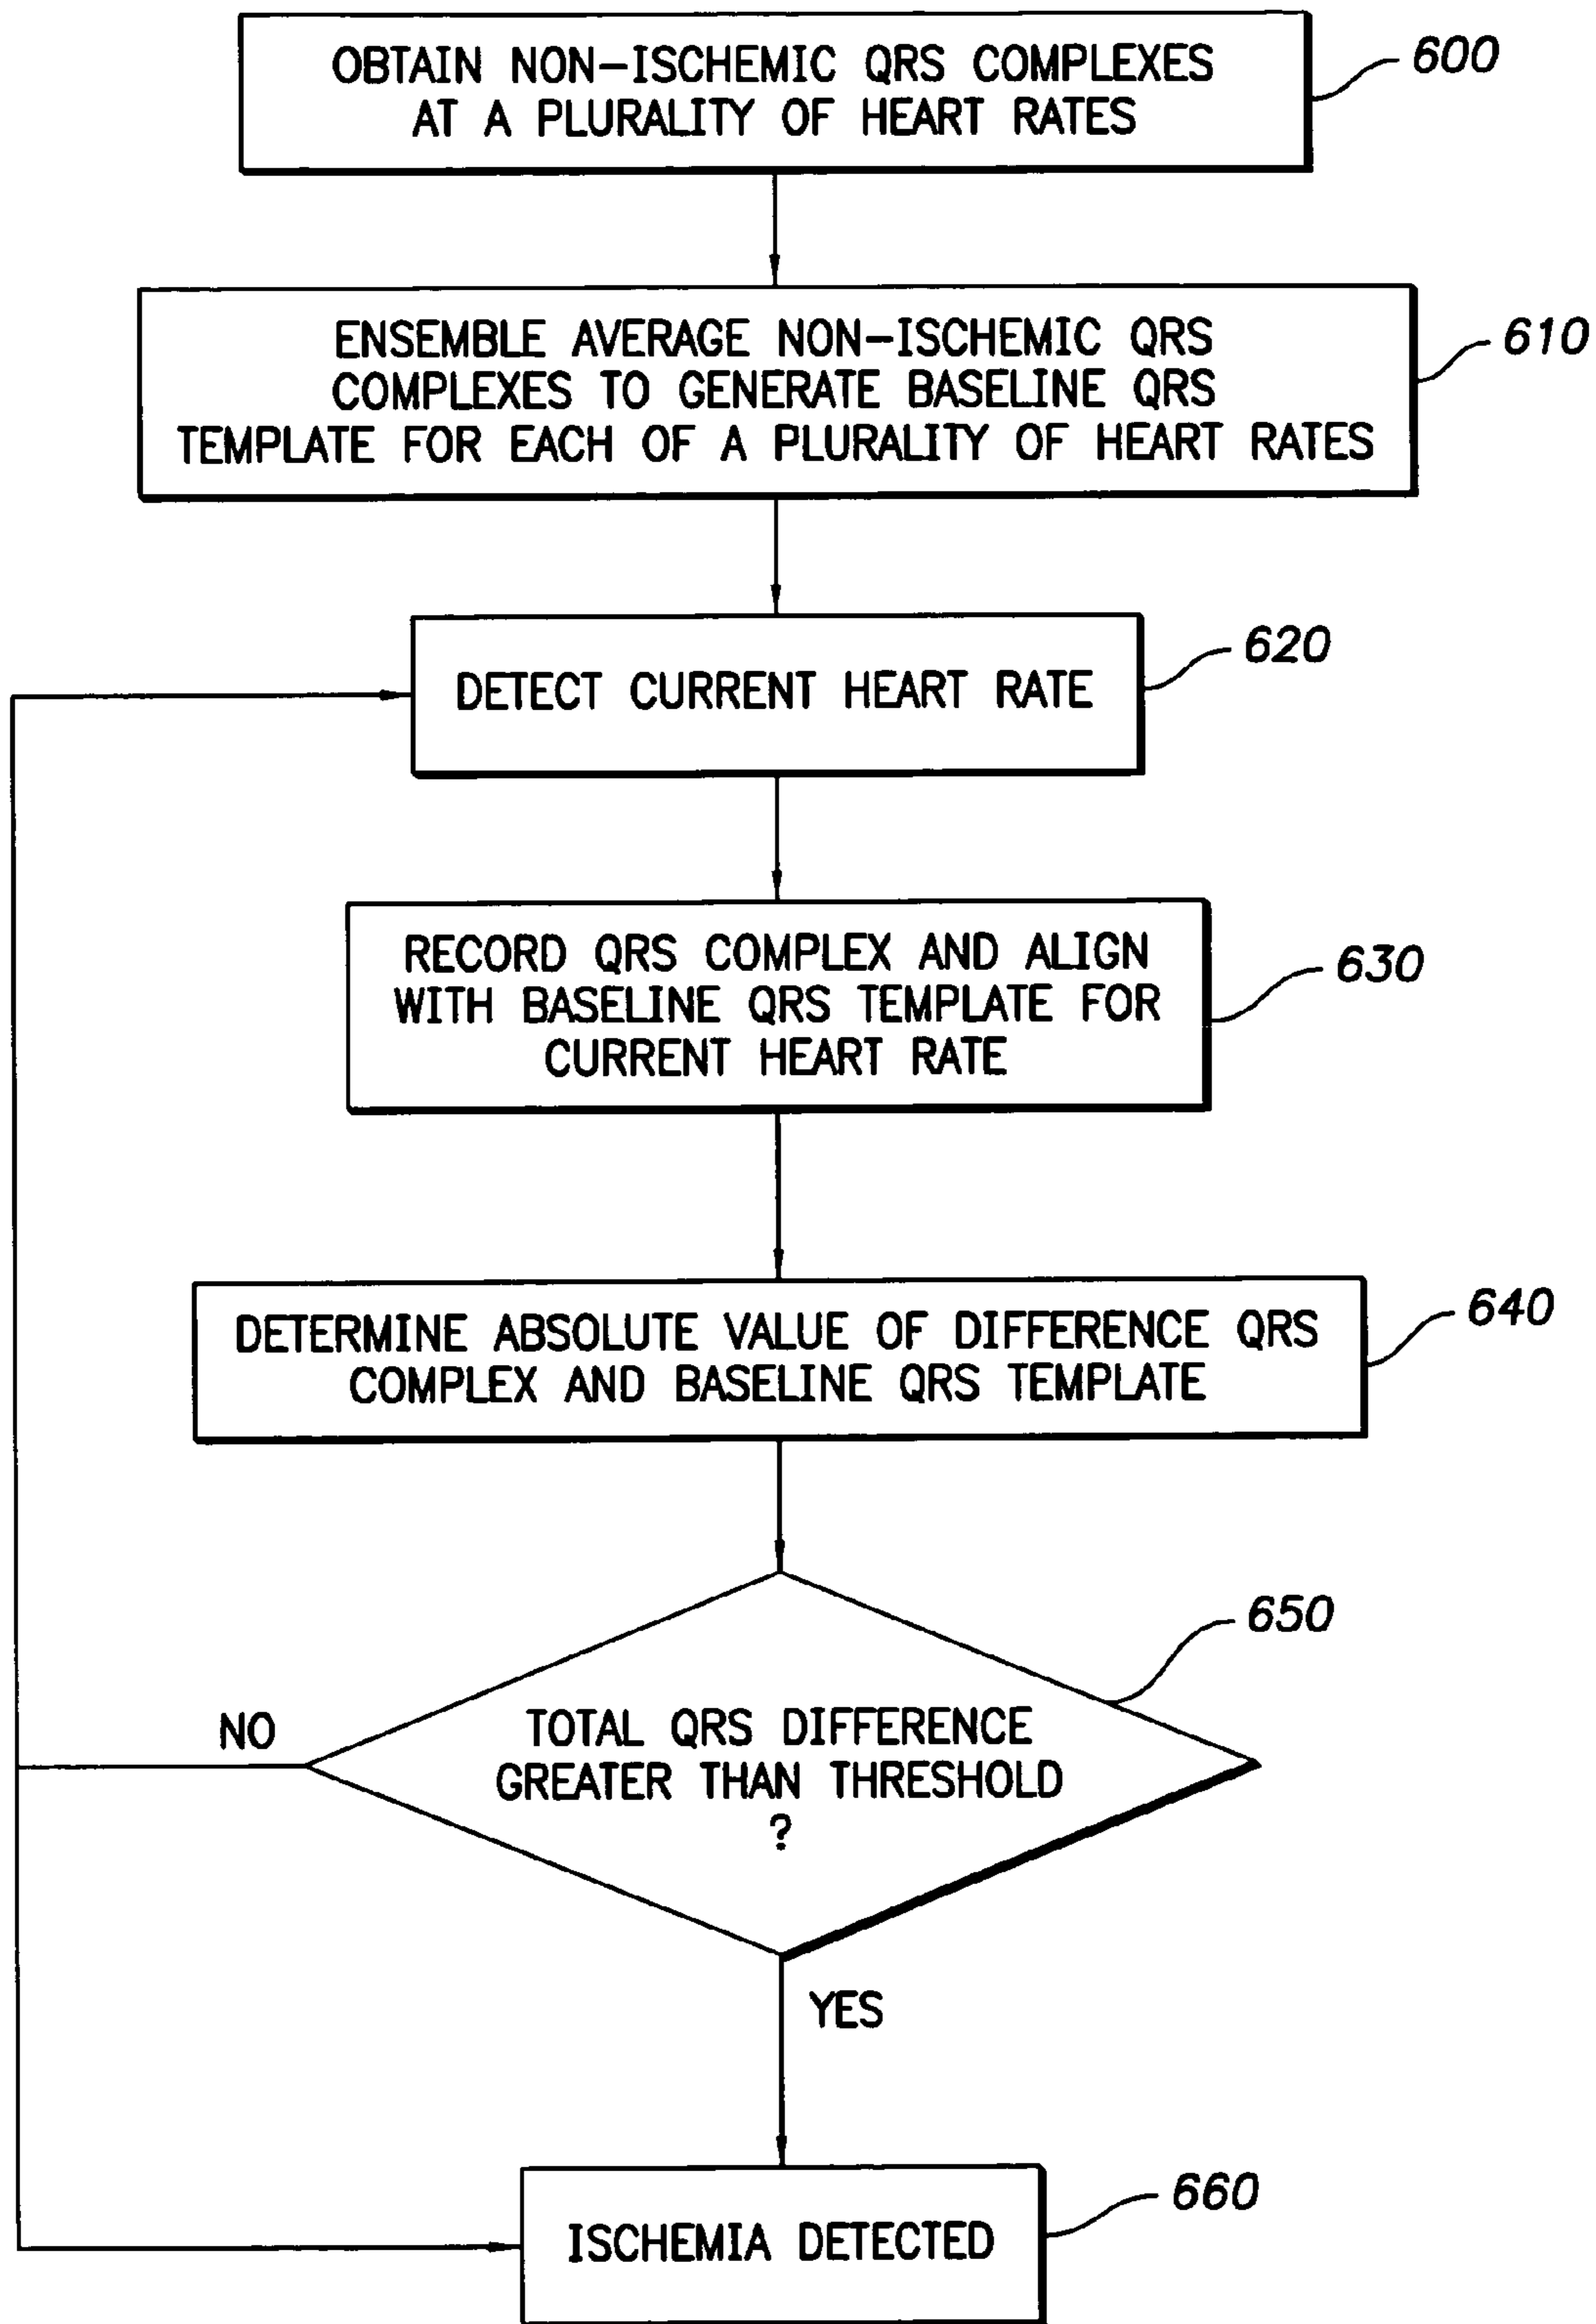 OBTAIN NON-ISCHEMIC QRS COMPLEXES
AT A PLURALITY OF HEART RATES
600
ENSEMBLE AVERAGE NON-ISCHEMIC QRS
COMPLEXES TO GENERATE BASELINE QRS
TEMPLATE FOR EACH OF A PLURALITY OF HEART RATES
610
DETECT CURRENT HEART RATE
620
RECORD QRS COMPLEX AND ALIGN
WITH BASELINE QRS TEMPLATE FOR
CURRENT HEART RATE
630
DETERMINE ABSOLUTE VALUE OF DIFFERENCE QRS
COMPLEX AND BASELINE QRS TEMPLATE
640
TOTAL QRS DIFFERENCE
GREATER THAN THRESHOLD
?
650
NO
YES
ISCHEMIA DETECTED
660